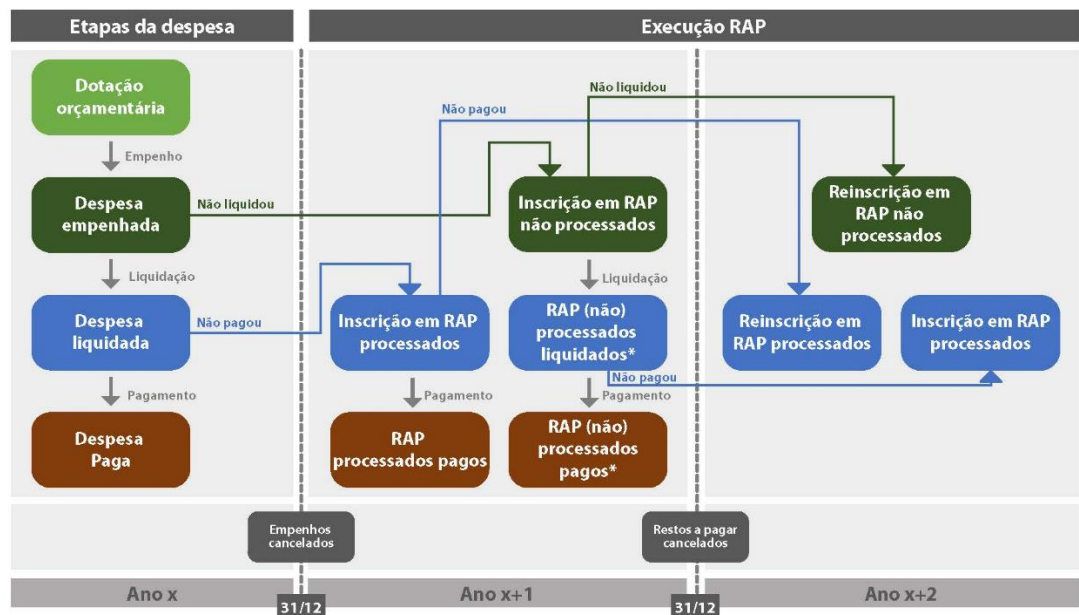 Etapas da despesa
Execução RAP
Dotação
orçamentária
Empenho
Despesa
empenhada
Não liquidou
Liquidação
Despesa
liquidada
Não pagou
Pagamento
Despesa
Paga
Não pagou
Não liquidou
Inscrição em RAP
não processados
Liquidação
Inscrição em RAP
processados
RAP (não)
processados
liquidados*
Não pagou
Pagamento
Pagamento
RAP
processados pagos
RAP (não)
processados
pagos*
Reinscrição em
RAP não
processados
Reinscrição em
RAP processados
Inscrição em RAP
processados
Empenhos
cancelados
Restos a pagar
cancelados
Ano x
31/12
Ano x+1
31/12
Ano x+2